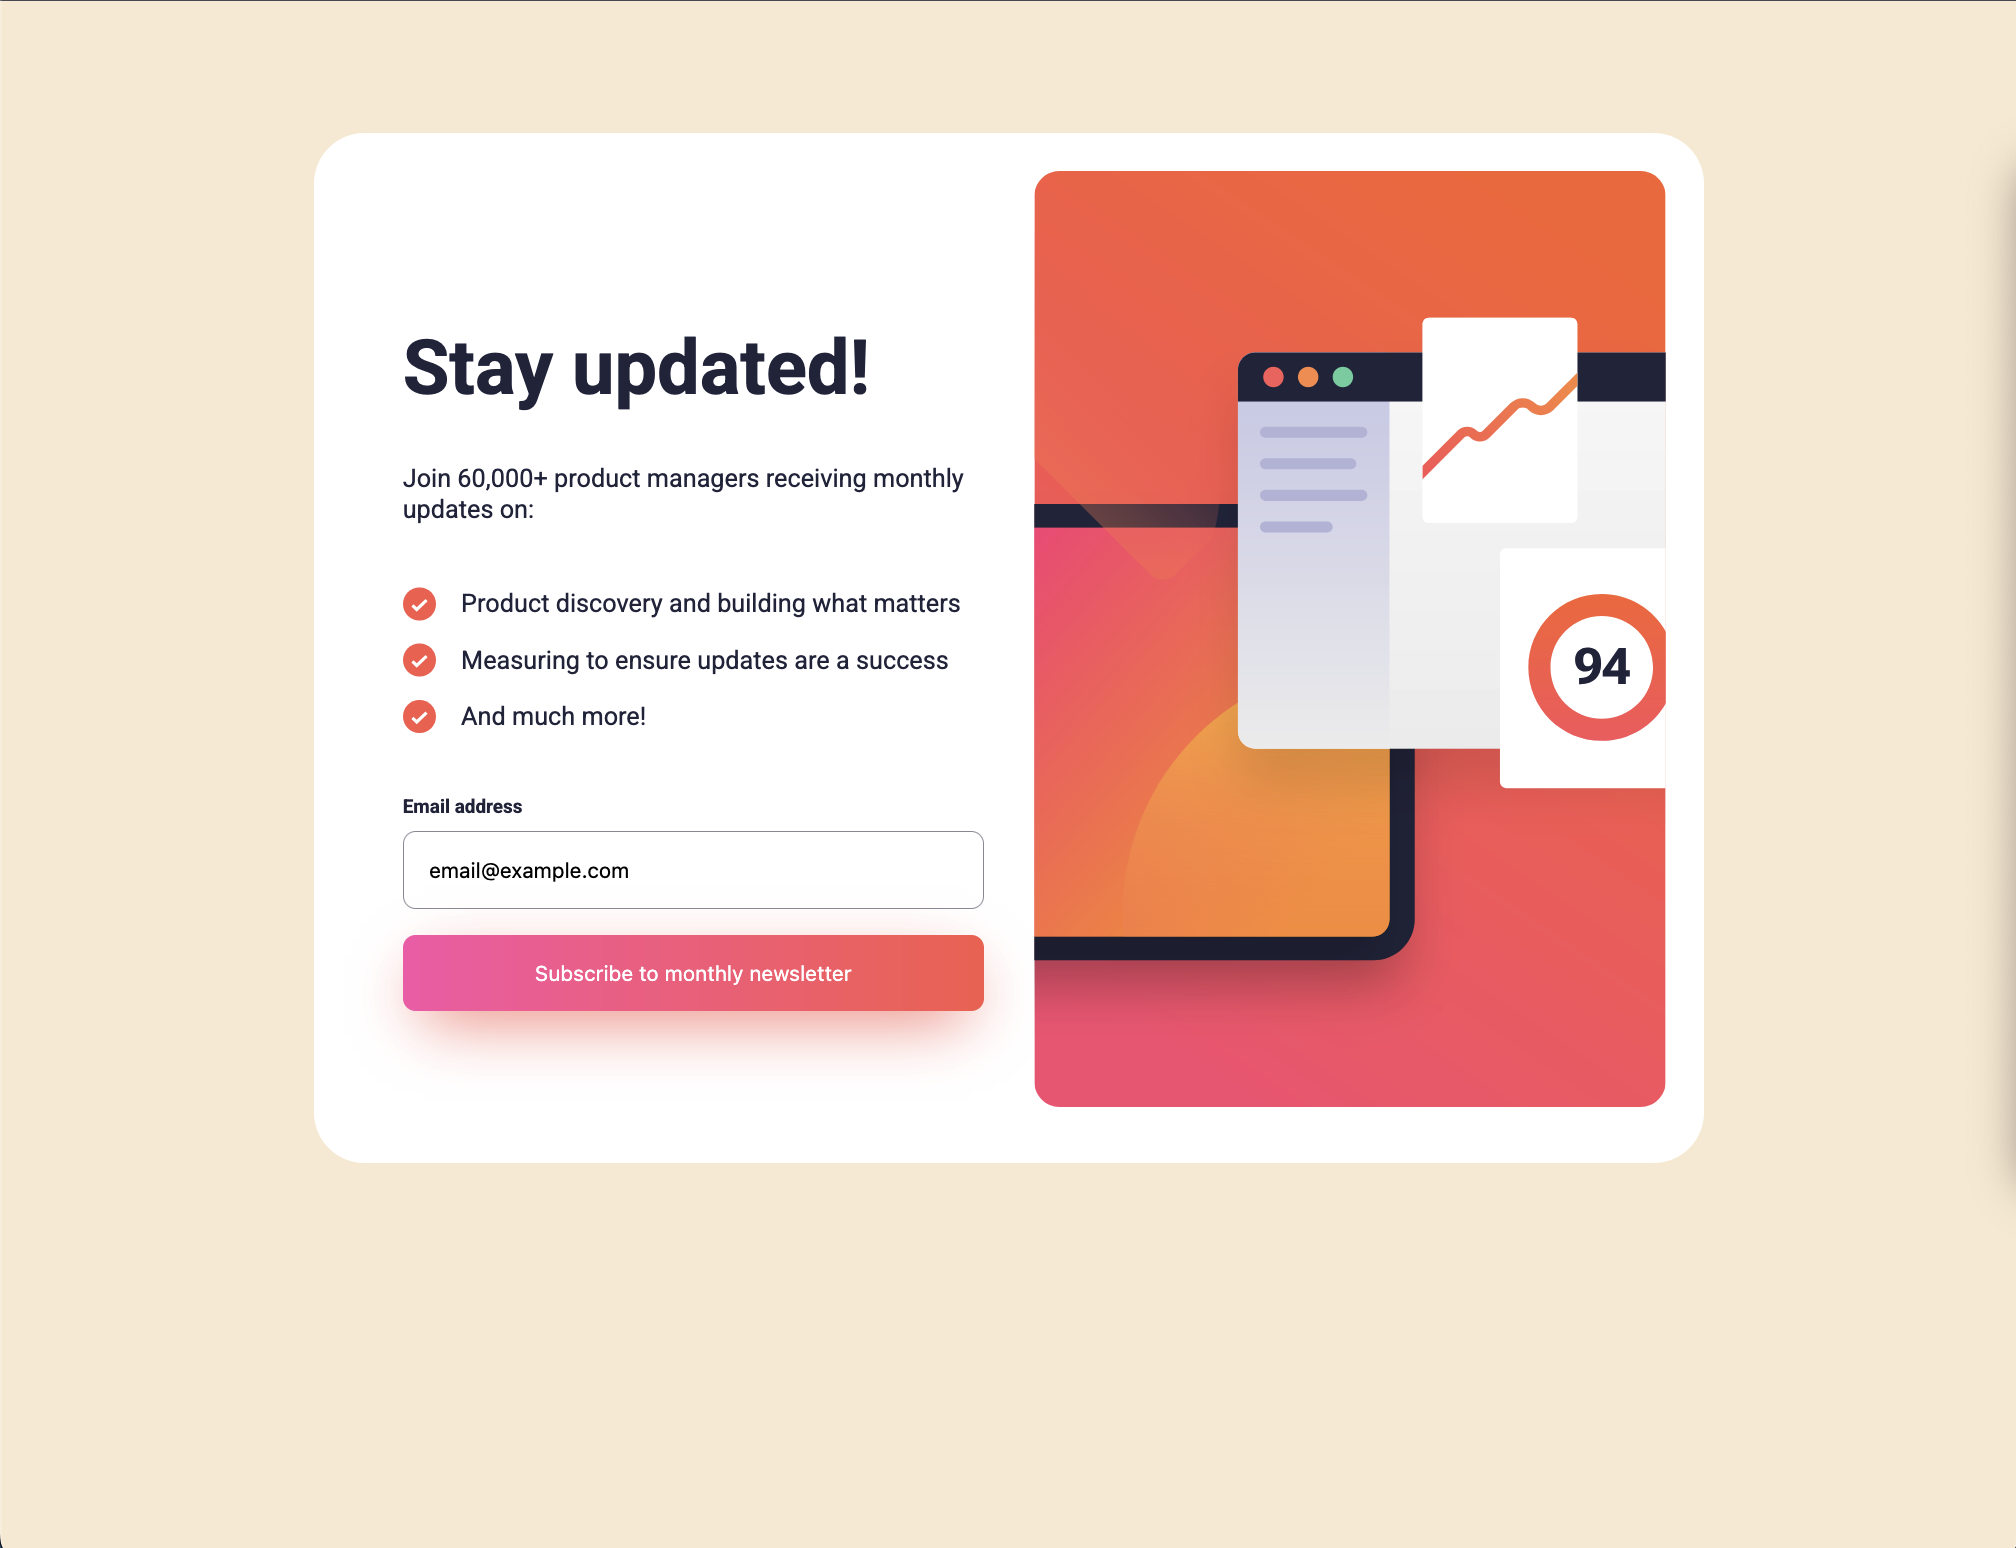 Stay updated!
Join 60,000+ product managers receiving monthly
updates on:
Product discovery and building what matters
Measuring to ensure updates are a success
And much more!
Email address
email@example.com
Subscribe to monthly newsletter
94